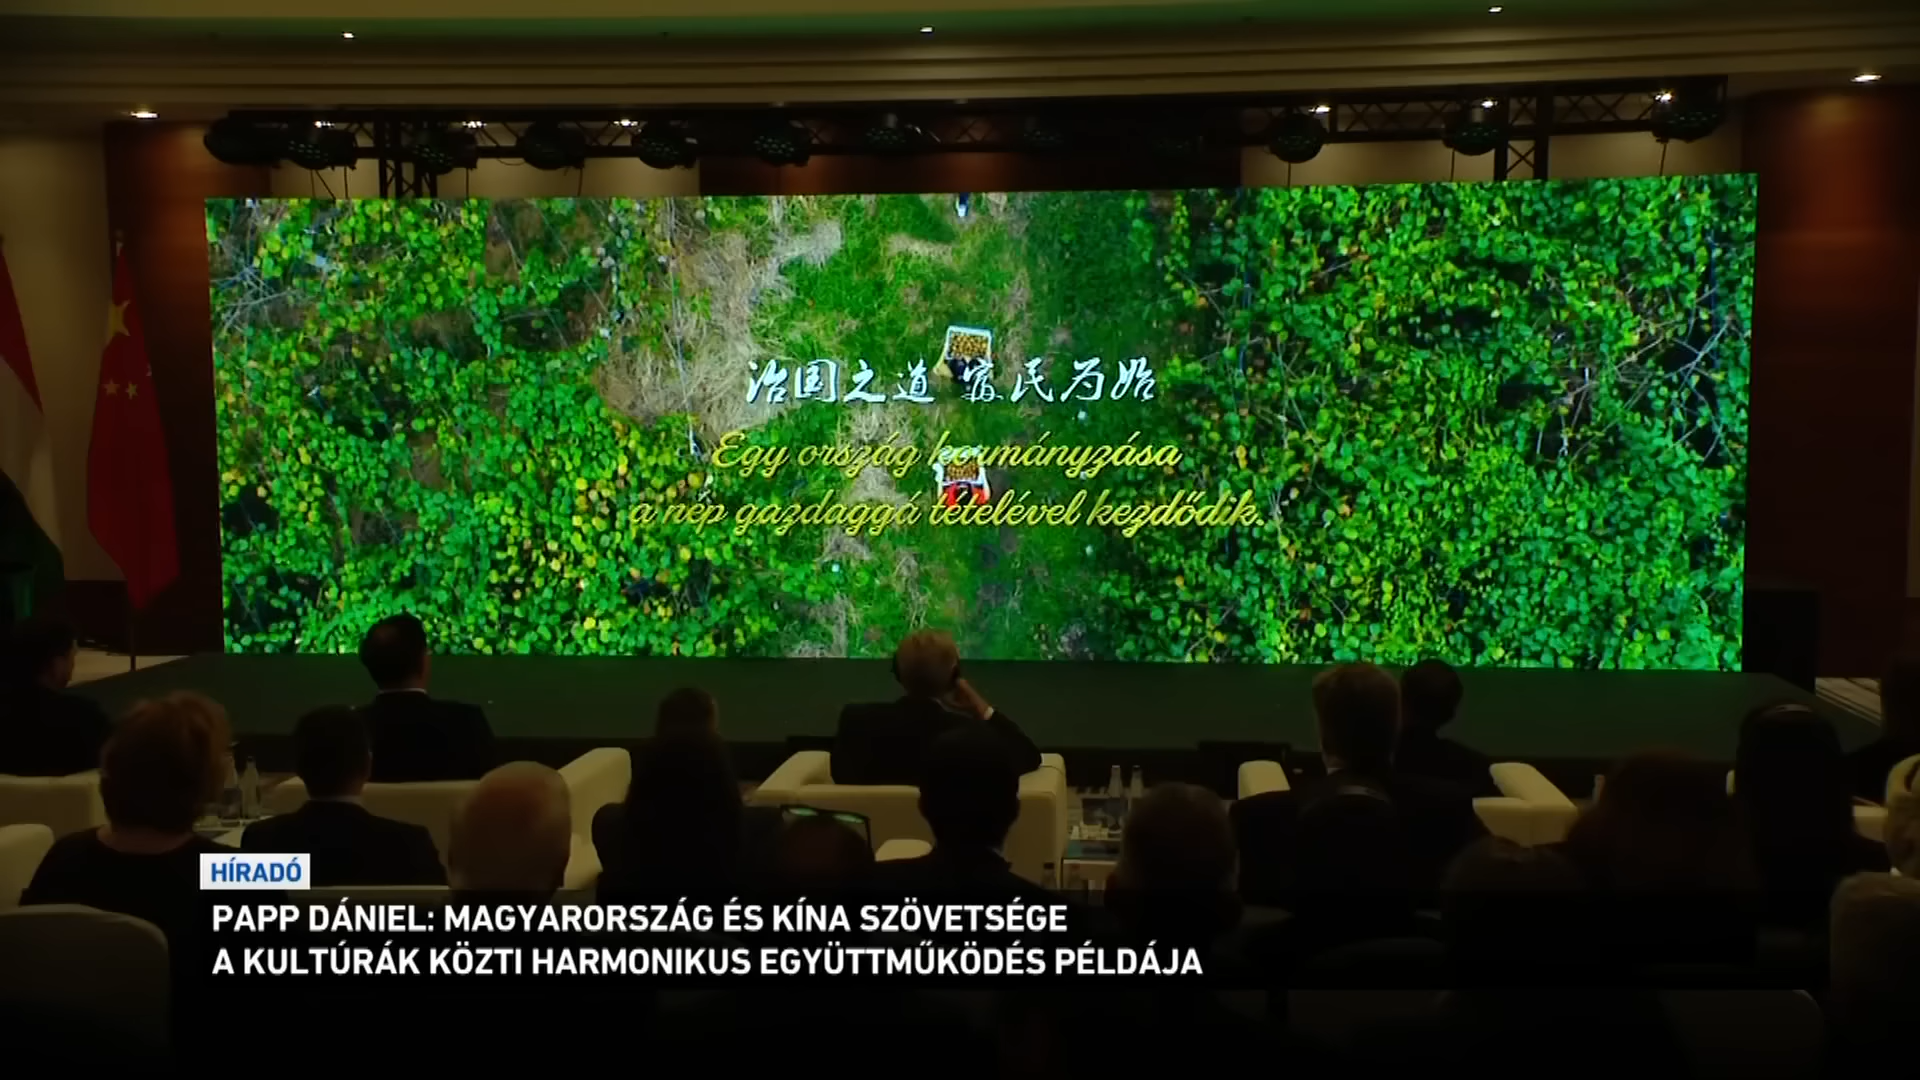 治国之道 富民为始
Egy ország kormányzása
a nép gazdaggá tételével kezdődik.
HÍRADÓ
PAPP DÁNIEL: MAGYARORSZÁG ÉS KÍNA SZÖVETSÉGE
A KULTÚRÁK KÖZTI HARMONIKUS EGYÜTTMŰKÖDÉS PÉLDÁJA